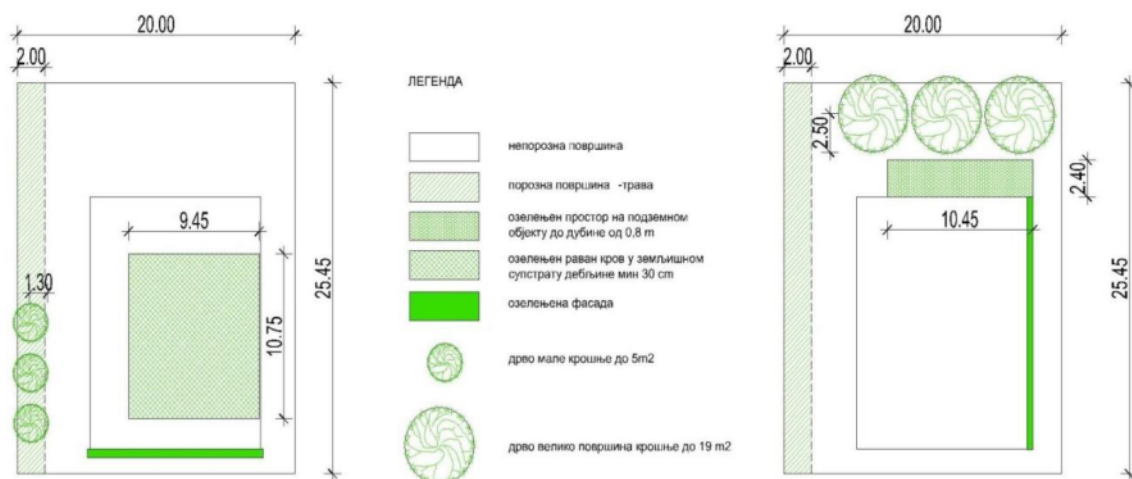 20.00
2.00
9.45
1.30
10.75
25.45
ЛЕГЕНДА
непорозна површина
порозна површина -трава
озелењен простор на подземном
објекту до дубине од 0,8 m
озелењен раван кров у земљишном
супстрату дебљине мин 30 cm
озелењена фасада
дрво мале крошње до 5m2
дрво велико површина крошње до 19 m2
20.00
2.00
2.50
2.40
10.45
25.45